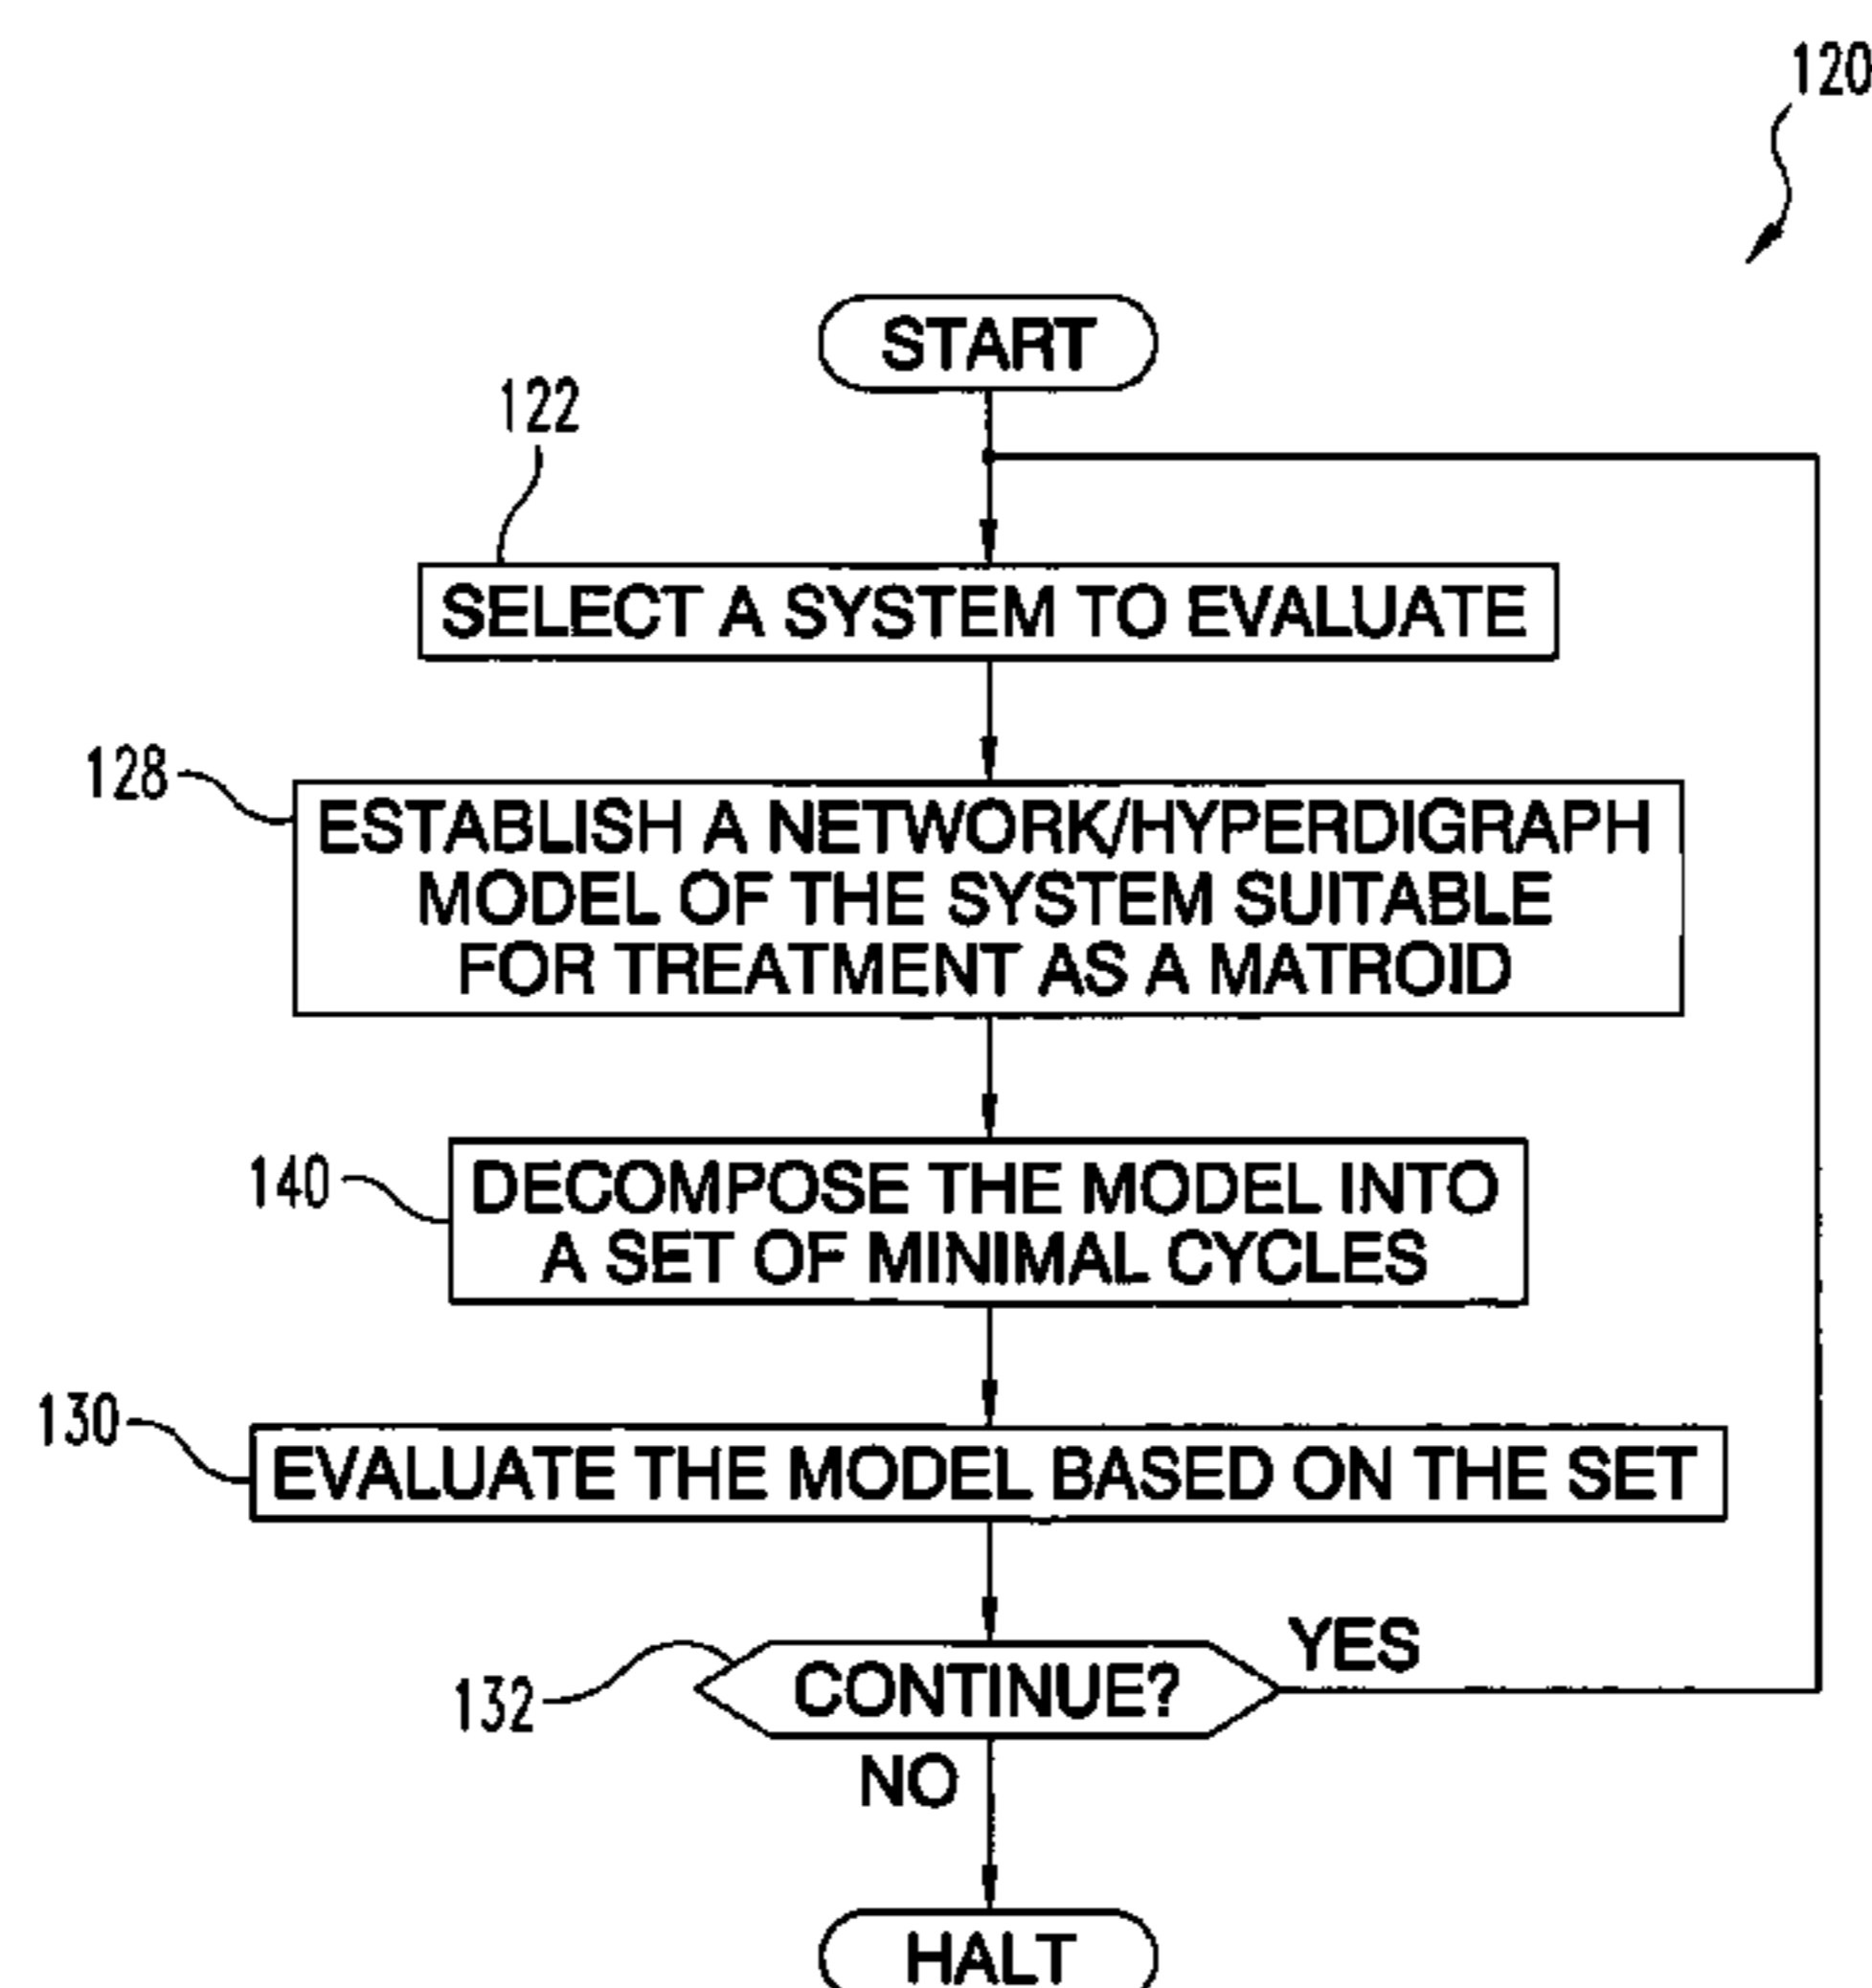 120
START
122
SELECT A SYSTEM TO EVALUATE
128
ESTABLISH A NETWORK/HYPERDIGRAPH
MODEL OF THE SYSTEM SUITABLE
FOR TREATMENT AS A MATROID
140
DECOMPOSE THE MODEL INTO
A SET OF MINIMAL CYCLES
130
EVALUATE THE MODEL BASED ON THE SET
YES
132
CONTINUE?
NO
HALT